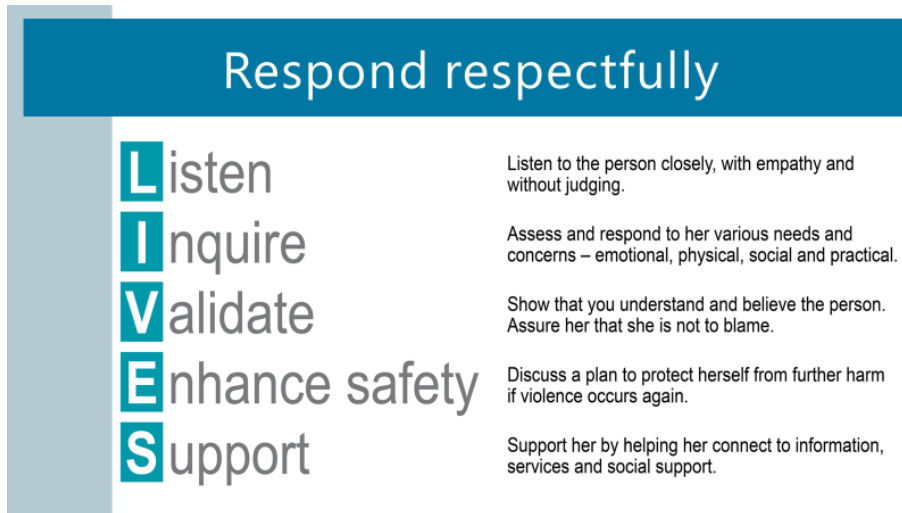 Respond respectfully
Listen
Listen to the person closely, with empathy and
without judging.
Inquire
Assess and respond to her various needs and
concerns – emotional, physical, social and practical.
Validate
Show that you understand and believe the person.
Assure her that she is not to blame.
Enhance safety
Discuss a plan to protect herself from further harm
if violence occurs again.
Support
Support her by helping her connect to information,
services and social support.